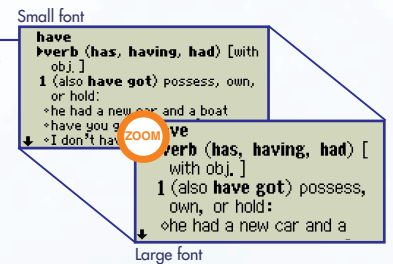 Small font
have
verb (has, having, had) [with
obj. ]
1 (also have got) possess, own,
or hold:
he had a new car and a boat
have you g
I don't hav
ZOOM
ve
verb (has, having, had) [
with obj. ]
1 (also have got) possess,
own, or hold:
he had a new car and a
Large font